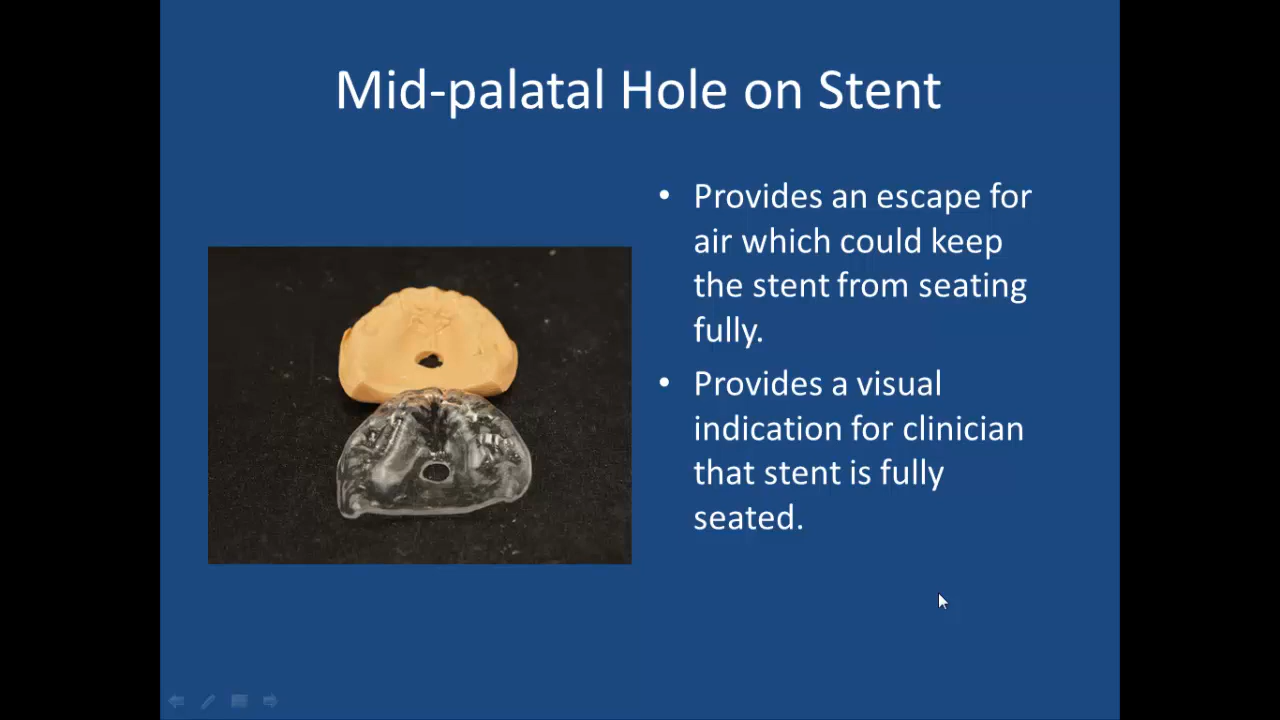 Mid-palatal Hole on Stent
• Provides an escape for
air which could keep
the stent from seating
fully.
• Provides a visual
indication for clinician
that stent is fully
seated.